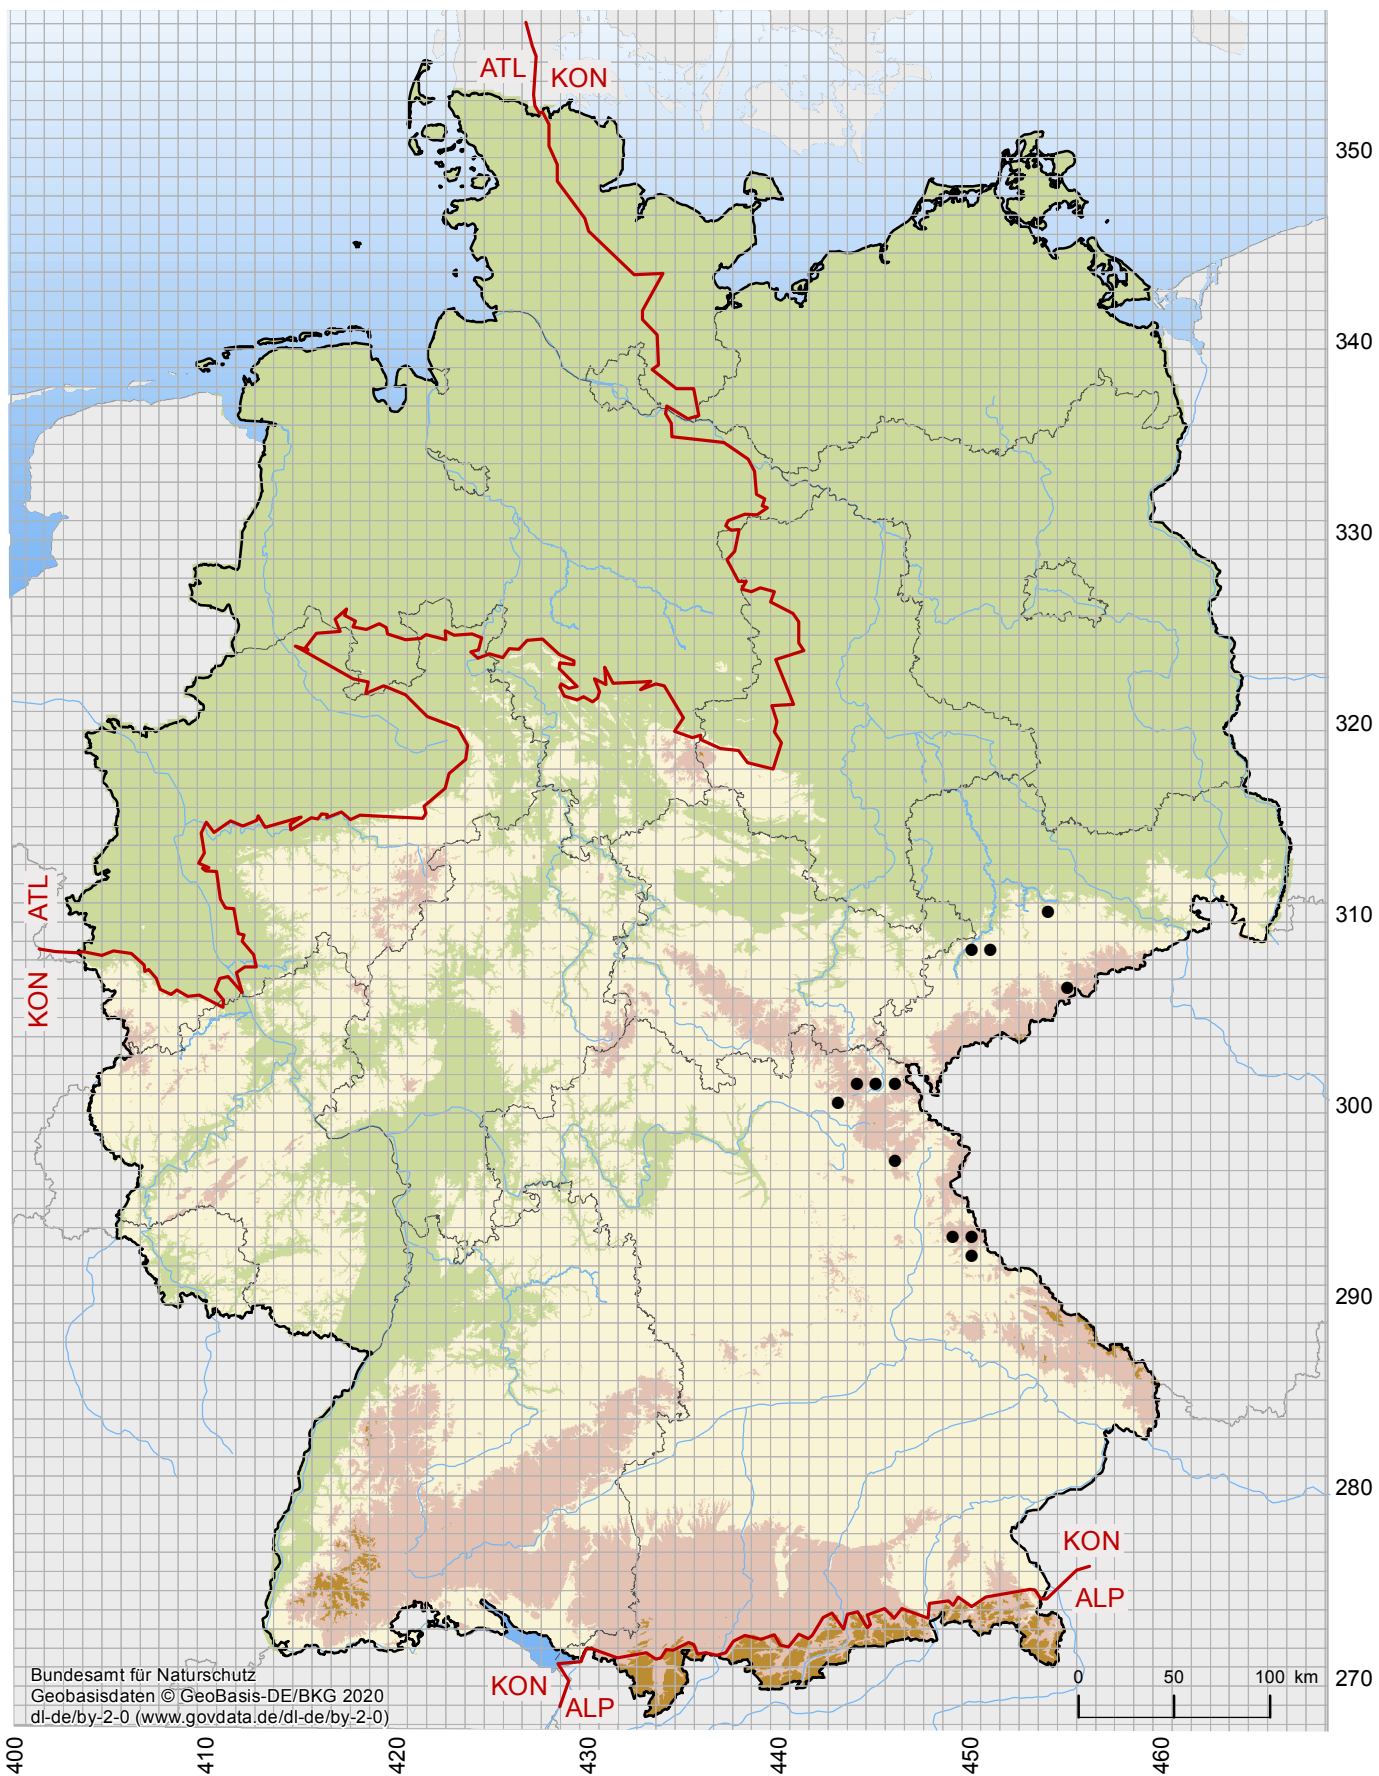 ATL
KON
350
340
330
320
310
300
290
280
270
ATL
KON
KON
ALP
KON
ALP
0 50 100 km
Bundesamt für Naturschutz
Geobasisdaten © GeoBasis-DE/BKG 2020
dl-de/by-2-0 (www.govdata.de/dl-de/by-2-0)
400
410
420
430
440
450
460